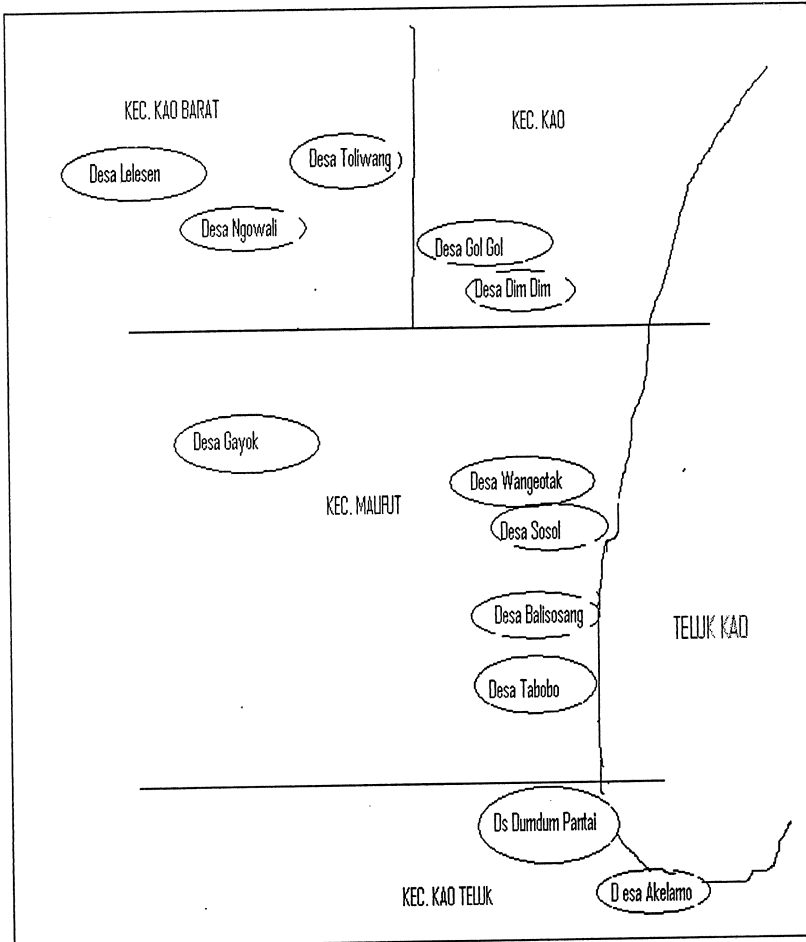 KEC. KAO BARAT
KEC. KAO
Desa Toliwang
Desa Lelesen
Desa Ngowali
Desa Gol Gol
Desa Dim Dim
Desa Gayok
Desa Wangeotak
KEC. MALIFUT
Desa Sosol
Desa Balisosang
TELUK KAO
Desa Tabobo
Ds Dumdum Pantai
KEC. KAO TELUK
D esa Akelamo